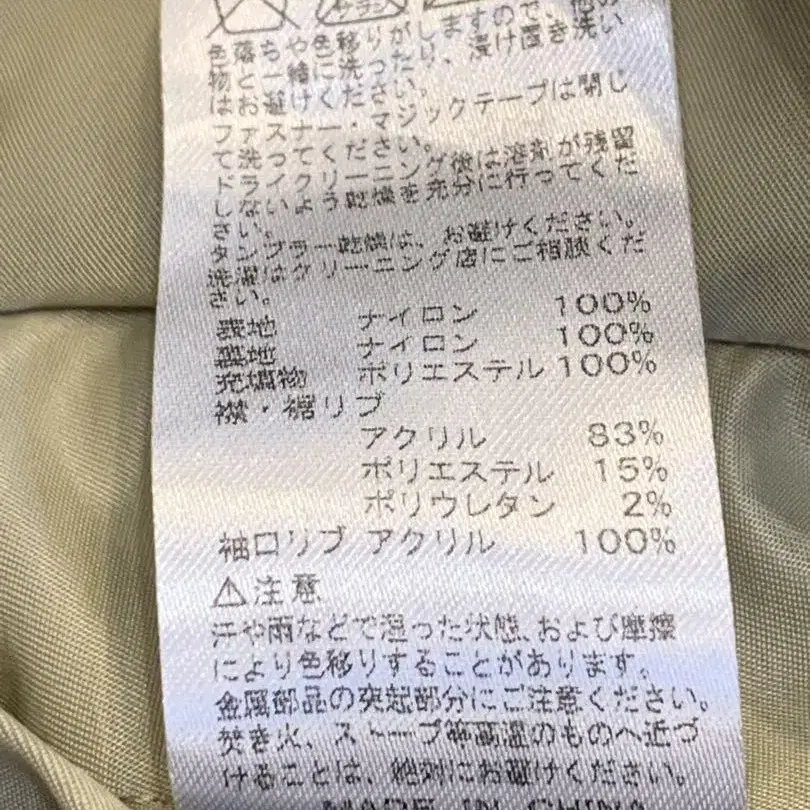 サラシ
色落ちや色移りがしますので、他の
物と一緒に洗ったり、浸け置き洗い
はお避けください。
ファスナー・マジックテープは閉じ
て洗ってください。
ドライクリーニング後は溶剤が残留
しないよう乾燥を充分に行ってくだ
さい。
タンブラー乾燥は、お避けください。
洗濯はクリーニング店にご相談くだ
さい。
表地 ナイロン 100%
裏地 ナイロン 100%
充填物 ポリエステル 100%
襟・裾リブ
アクリル 83%
ポリエステル 15%
ポリウレタン 2%
袖口リブ アクリル 100%
⚠注意
汗や雨などで湿った状態、および摩擦
により色移りすることがあります。
金属部品の突起部分にご注意ください。
焚き火、ストーブ等高温のものへ近づ
けることは、絶対にお避けください。
MADE IN CHINA